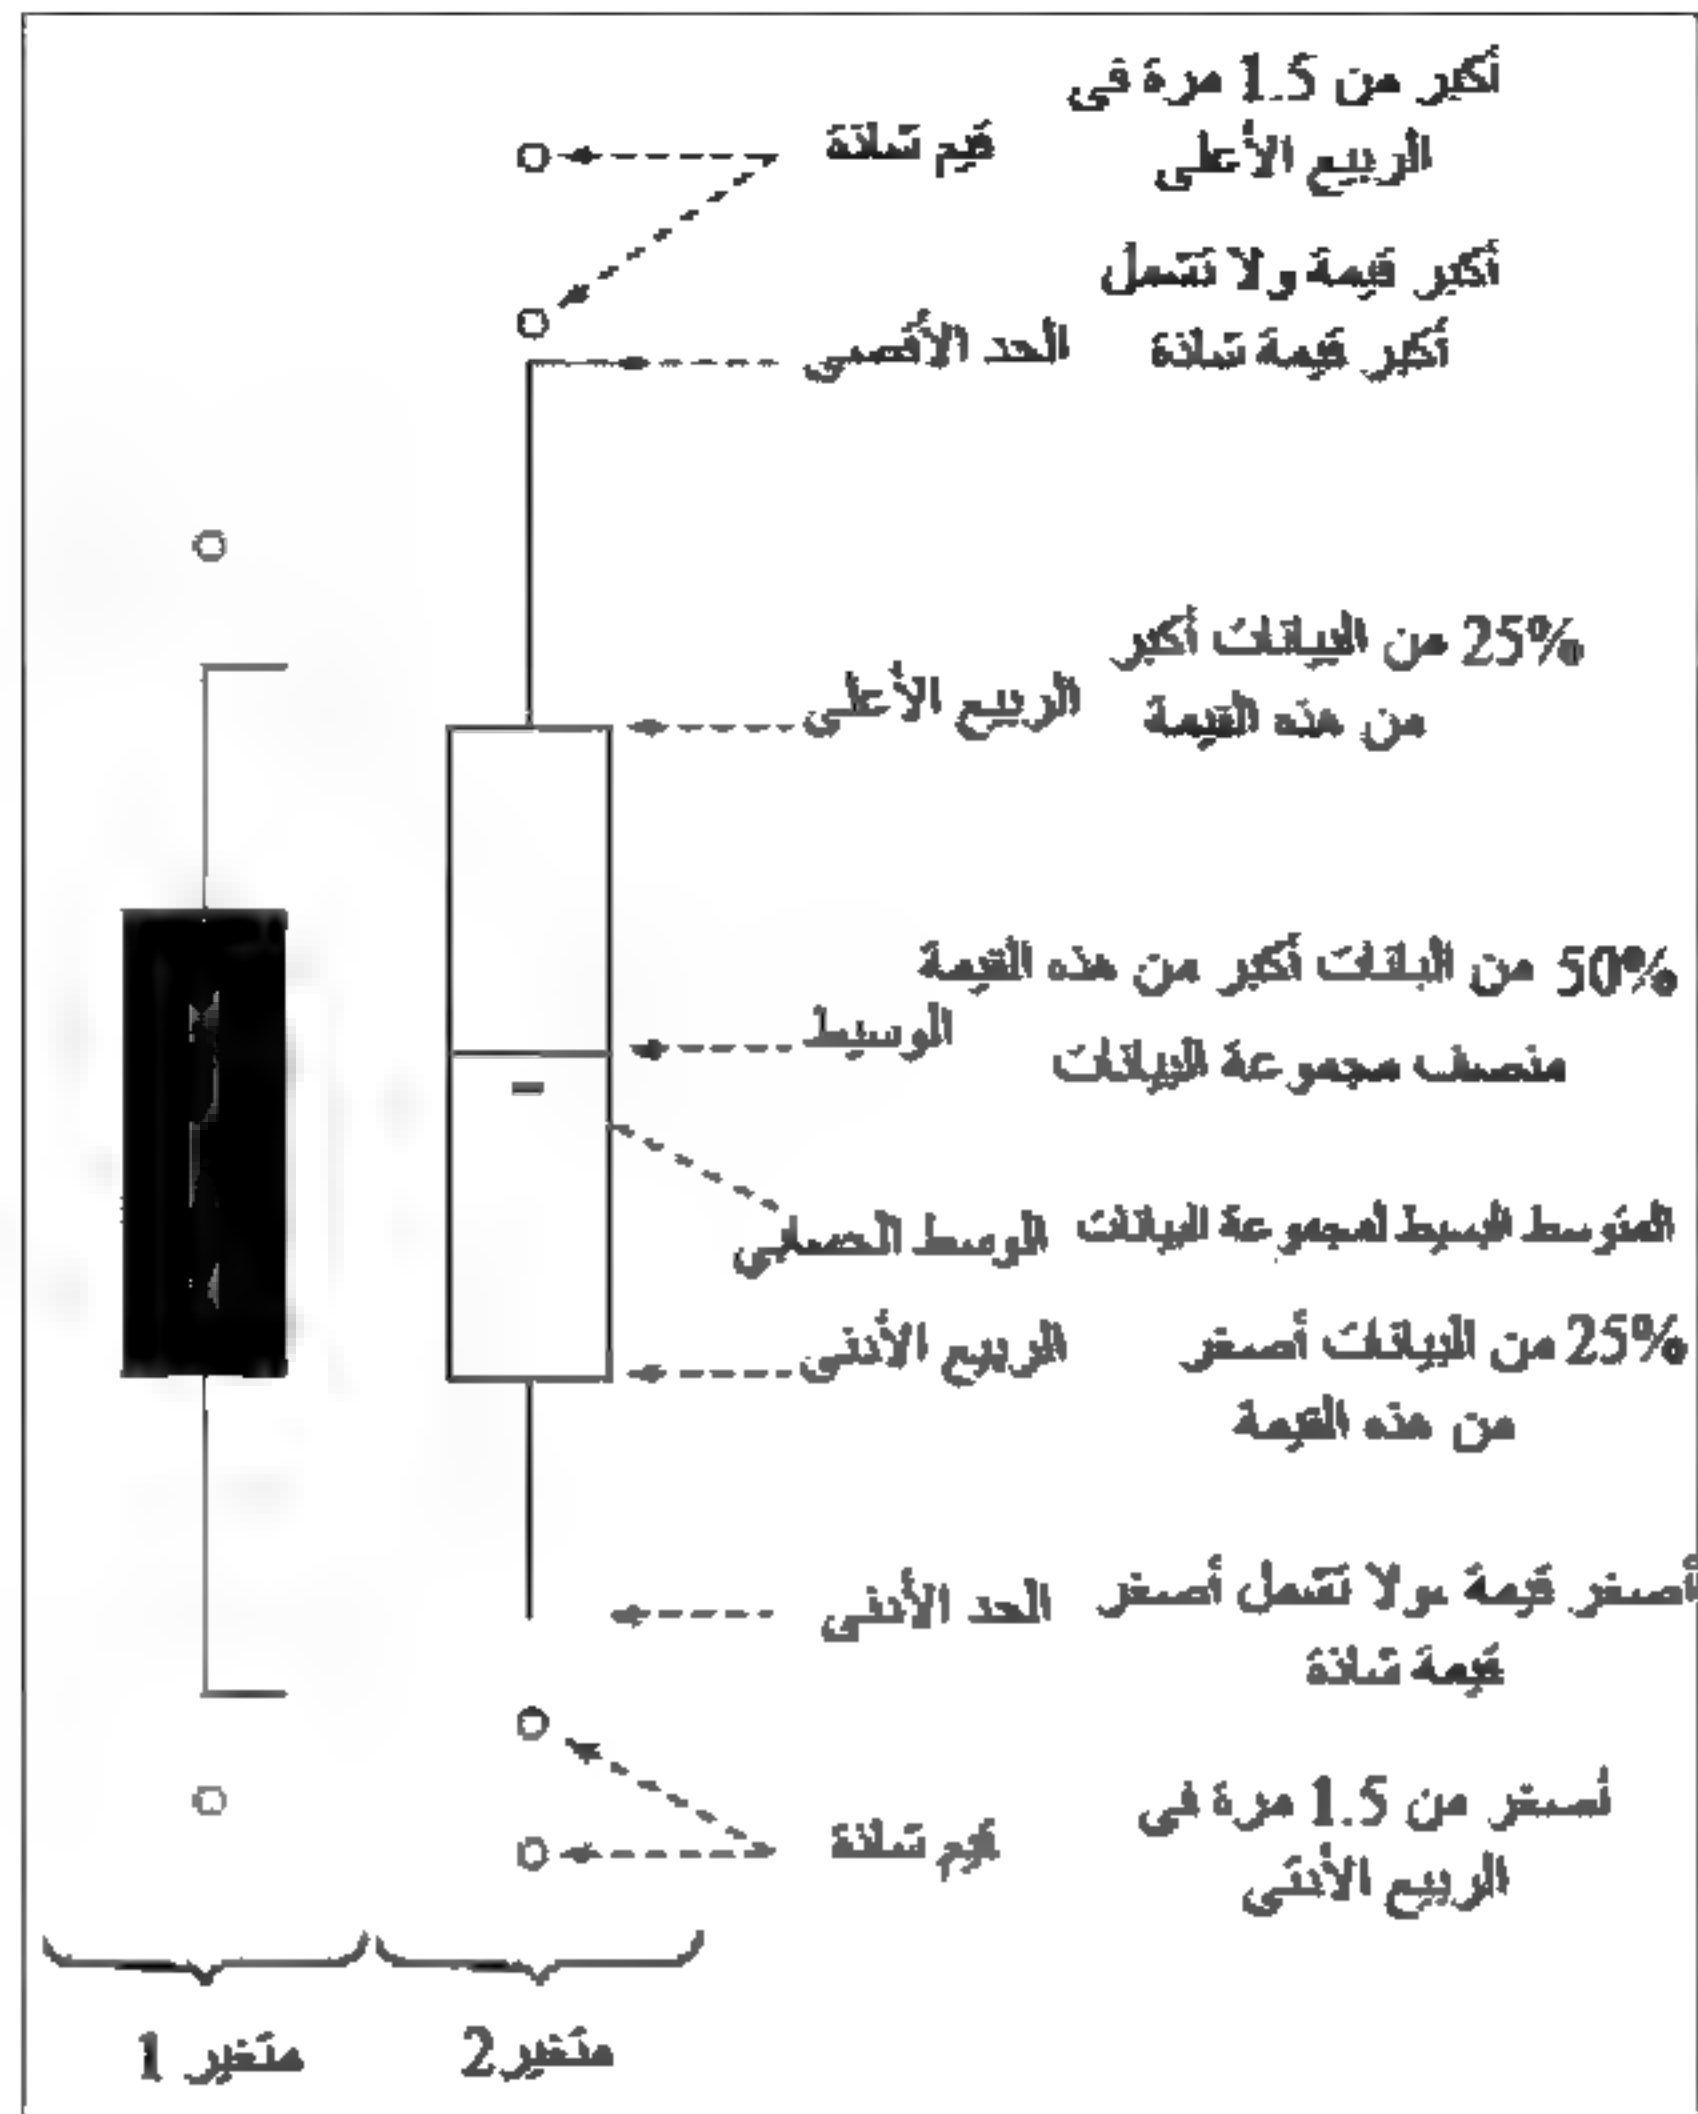 أكبر من 1.5 مرة فى
الربيع الأعلى
قيم شاذة
أكبر قيمة ولا تشمل
أكبر قيمة شاذة
الحد الأقصى
25% من البيانات أكبر
من هذه القيمة
الربيع الأعلى
50% من البانات أكبر من هذه القيمة
الوسيط
منصف مجموعة البيانات
المتوسط البسيط لمجموعة البيانات
الوسط الحسابي
25% من البيانات أصغر
من هذه القيمة
الربيع الأدنى
أصغر قيمة ولا تشمل أصغر
قيمة شاذة
الحد الأدنى
أصغر من 1.5 مرة فى
الربيع الأدنى
قيم شاذة
متغير 1
متغير 2